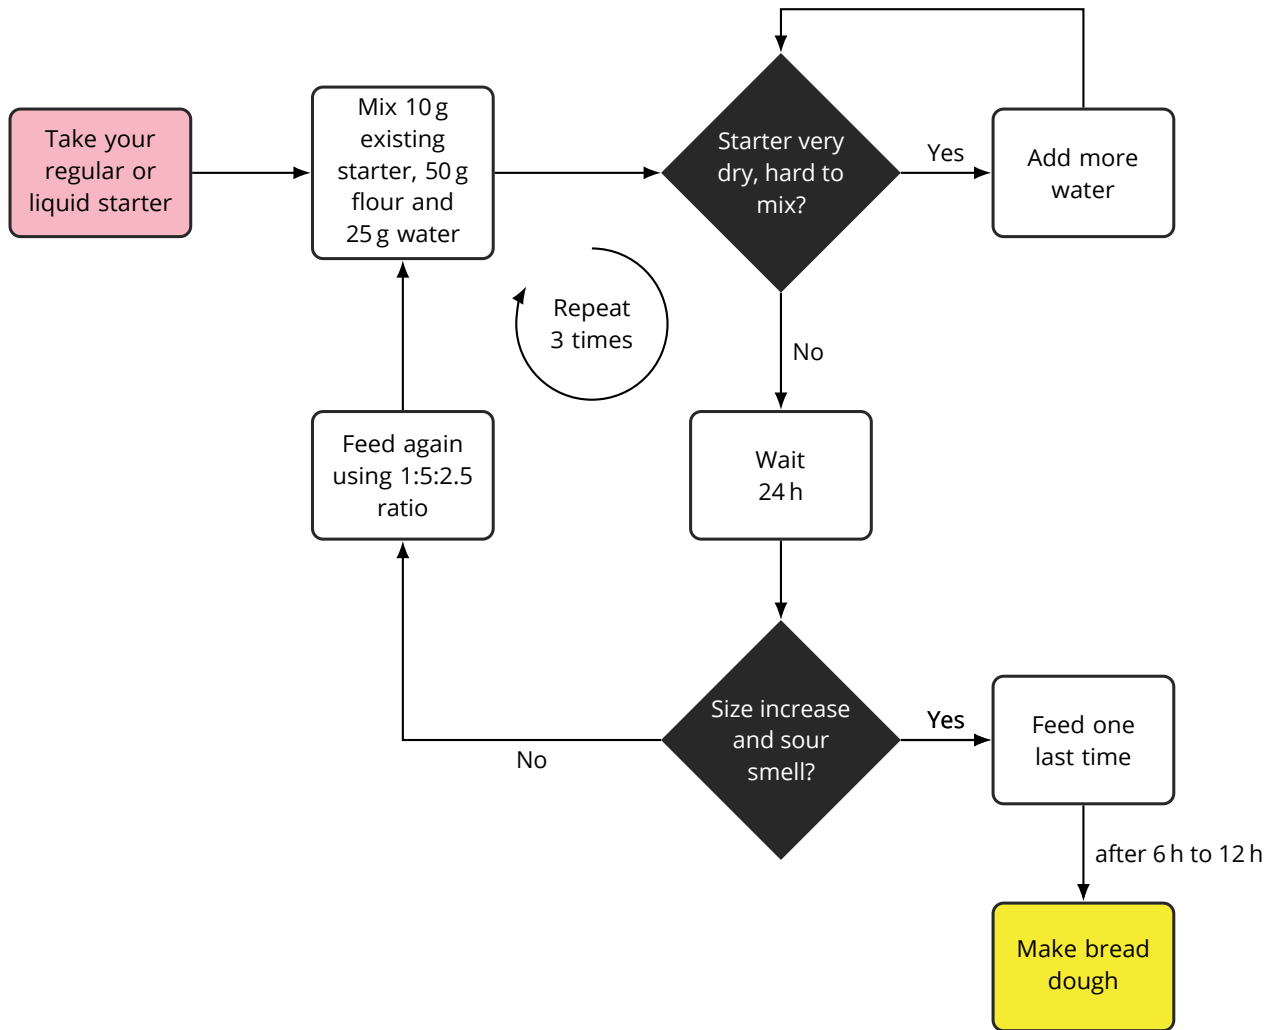 Take your
regular or
liquid starter
Mix 10 g
existing
starter, 50 g
flour and
25 g water
Starter very
dry, hard to
mix?
Yes
Add more
water
Repeat
3 times
No
Feed again
using 1:5:2.5
ratio
Wait
24 h
Size increase
and sour
smell?
No
Yes
Feed one
last time
after 6 h to 12 h
Make bread
dough